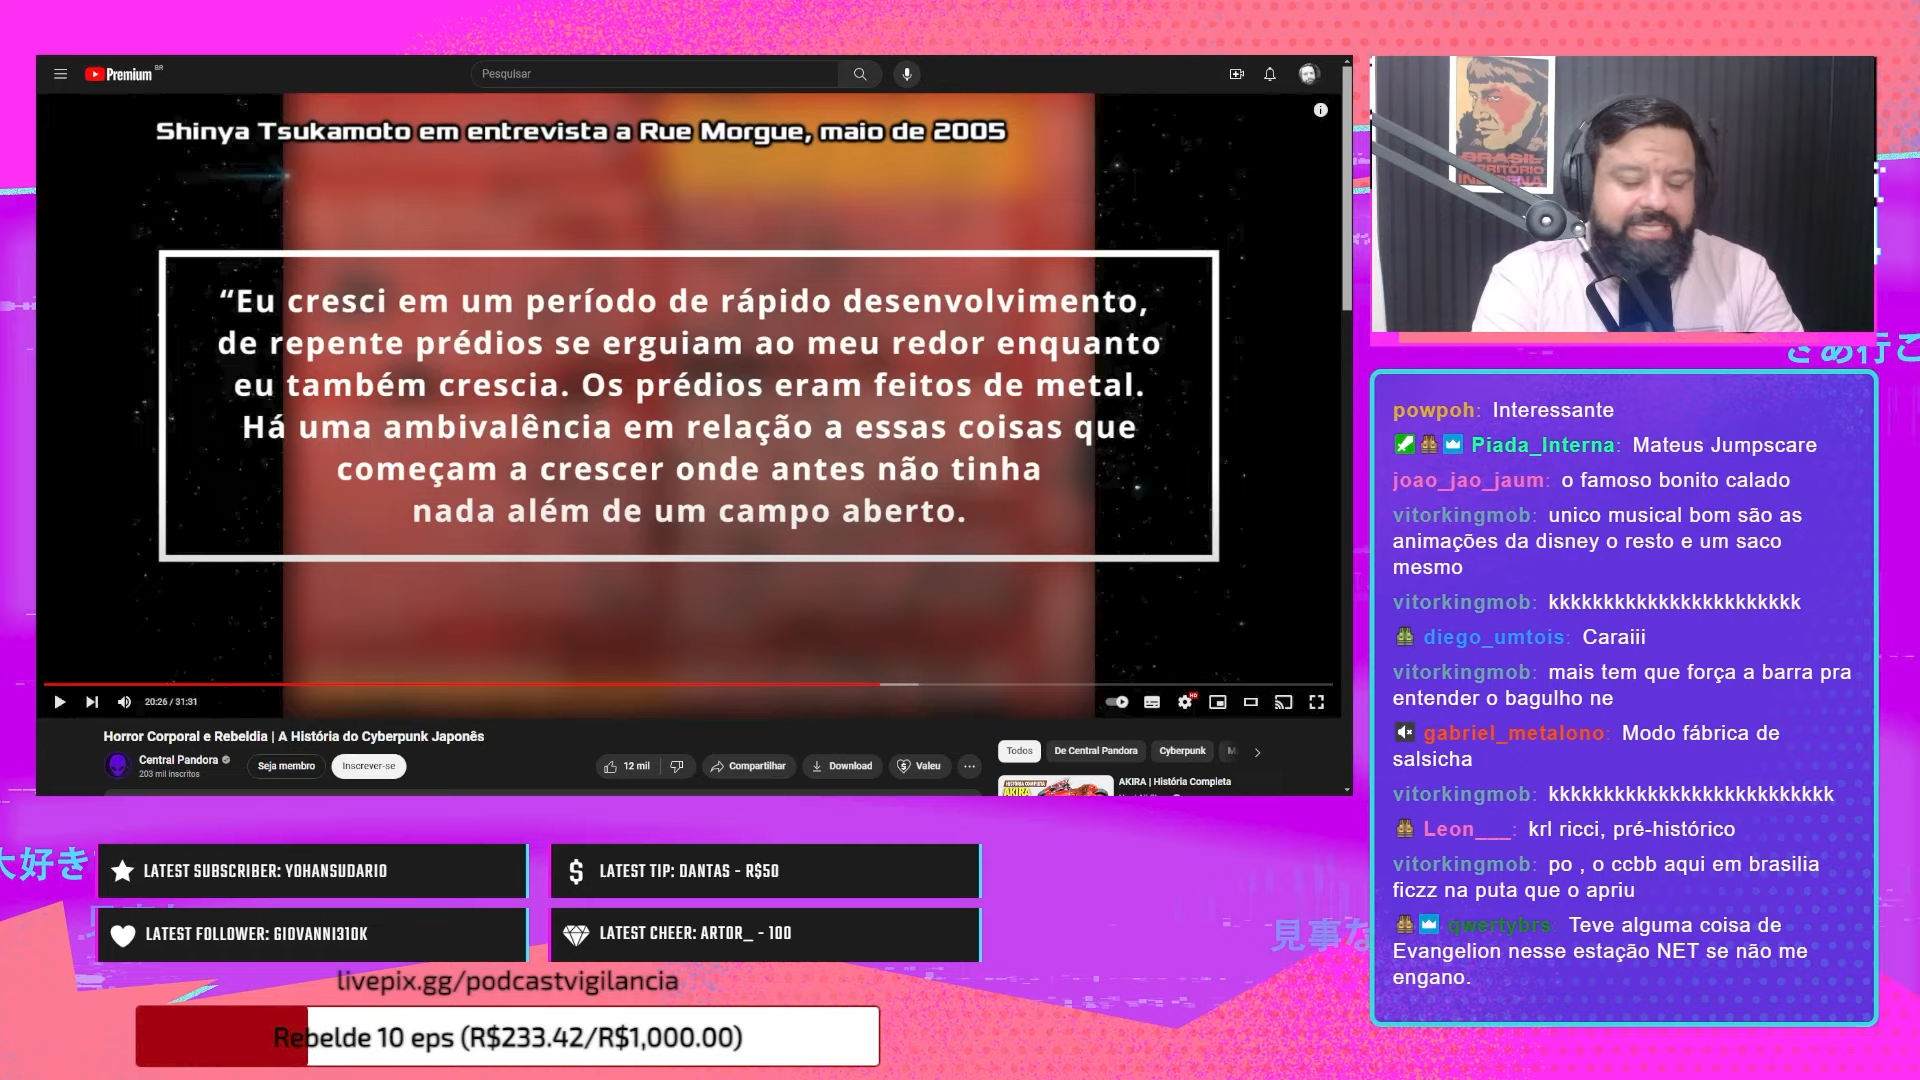 Premium BR
Pesquisar
Shinya Tsukamoto em entrevista a Rue Morgue, maio de 2005
“Eu cresci em um período de rápido desenvolvimento,
de repente prédios se erguiam ao meu redor enquanto
eu também crescia. Os prédios eram feitos de metal.
Há uma ambivalência em relação a essas coisas que
começam a crescer onde antes não tinha
nada além de um campo aberto.
20:26 / 31:31
HD
Horror Corporal e Rebeldia | A História do Cyberpunk Japonês
Central Pandora
203 mil inscritos
Seja membro
Inscrever-se
12 mil
Compartilhar
Download
Valeu
Todos
De Central Pandora
Cyberpunk
M
AKIRA
AKIRA | História Completa
BRASIL
TERRITÓRIO
INDÍGENA
powpoh: Interessante
Piada_Interna: Mateus Jumpscare
joao_jao_jaum: o famoso bonito calado
vitorkingmob: unico musical bom são as
animações da disney o resto e um saco
mesmo
vitorkingmob: kkkkkkkkkkkkkkkkkkkkkkk
diego_umtois: Caraiii
vitorkingmob: mais tem que força a barra pra
entender o bagulho ne
gabriel_metalono: Modo fábrica de
salsicha
vitorkingmob: kkkkkkkkkkkkkkkkkkkkkkkkkk
Leon___: krl ricci, pré-histórico
vitorkingmob: po , o ccbb aqui em brasilia
ficzz na puta que o apriu
qwertybrs: Teve alguma coisa de
Evangelion nesse estação NET se não me
engano.
大好き
見事な
LATEST SUBSCRIBER: YOHANSUDARIO
LATEST TIP: DANTAS - R$50
LATEST FOLLOWER: GIOVANNI310K
LATEST CHEER: ARTOR_ - 100
livepix.gg/podcastvigilancia
Rebelde 10 eps (R$233.42/R$1,000.00)